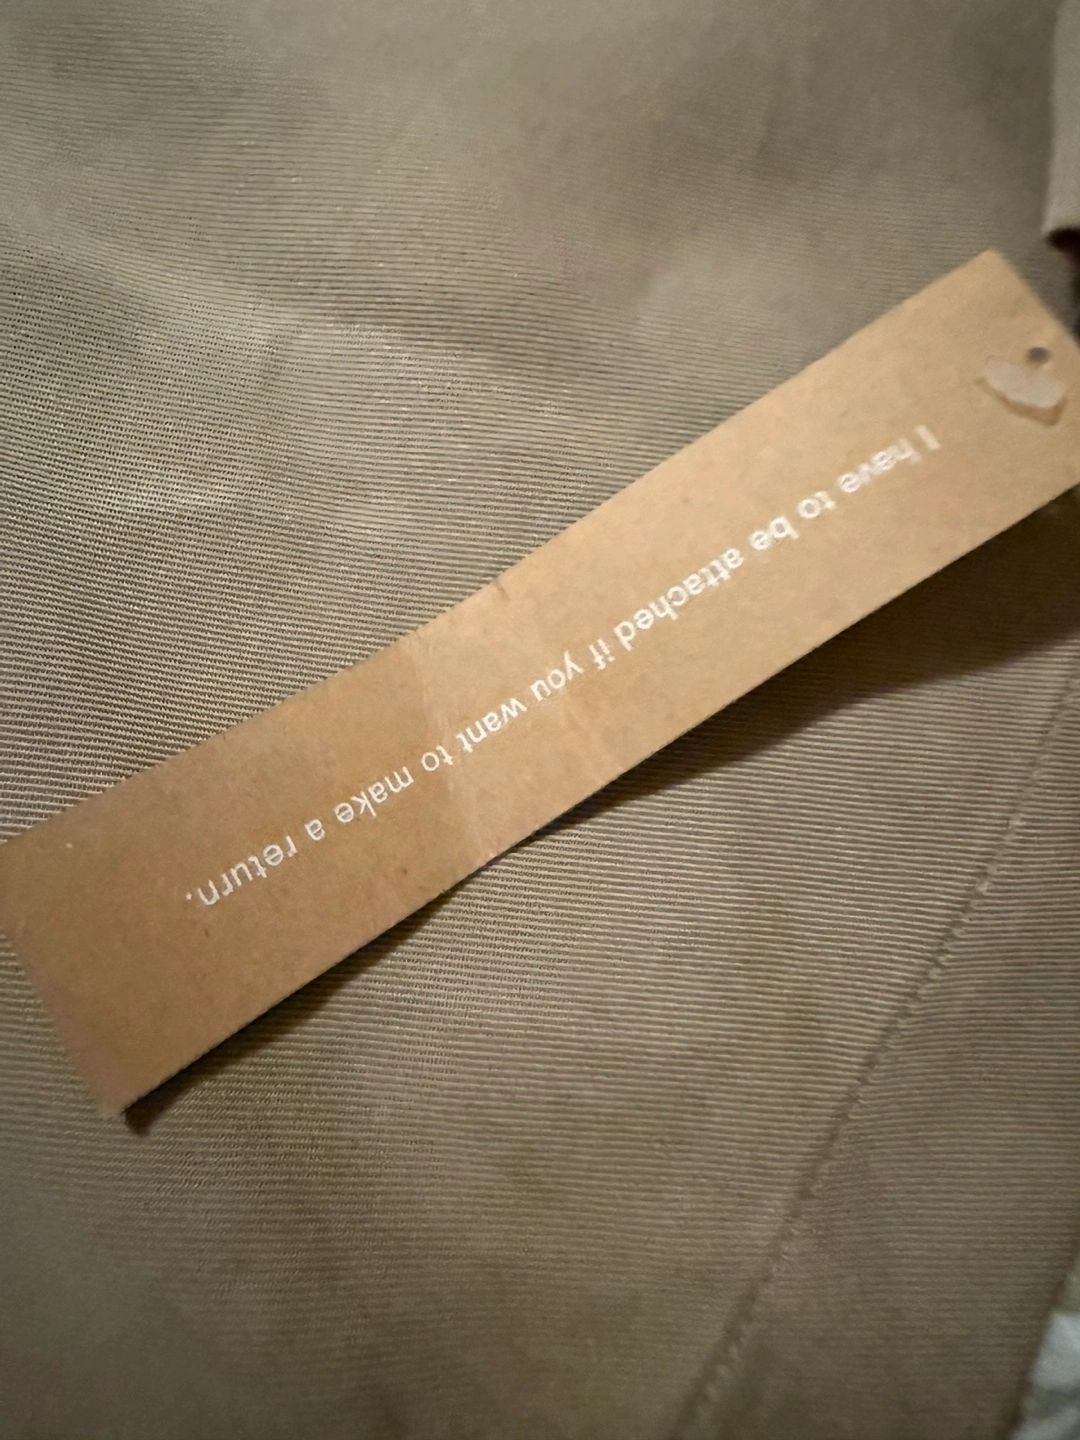 I have to be attached if you want to make a return.